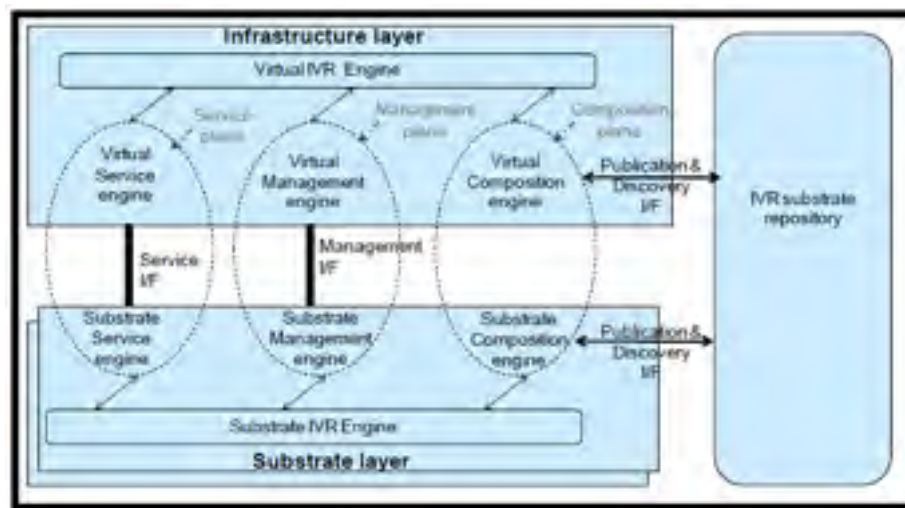 Infrastructure layer
Virtual IVR Engine
Service
plane
Management
plane
Composition
plane
Virtual
Service
engine
Virtual
Management
engine
Virtual
Composition
engine
Publication &
Discovery
I/F
IVR substrate
repository
Service
I/F
Management
I/F
Substrate
Service
engine
Substrate
Management
engine
Substrate
Composition
engine
Publication &
Discovery
I/F
Substrate IVR Engine
Substrate layer